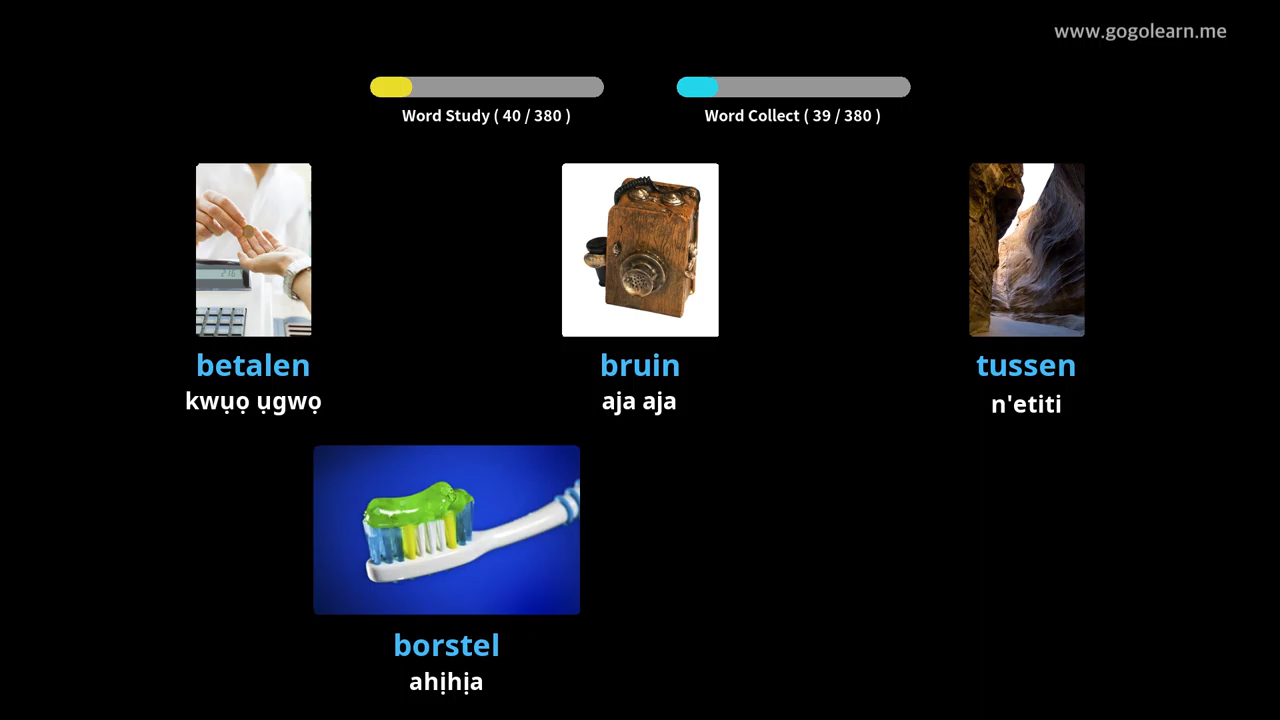 www.gogolearn.me
Word Study ( 40 / 380 )
Word Collect ( 39 / 380 )
betalen
kwụọ ụgwọ
bruin
aja aja
tussen
n'etiti
borstel
ahịhịa